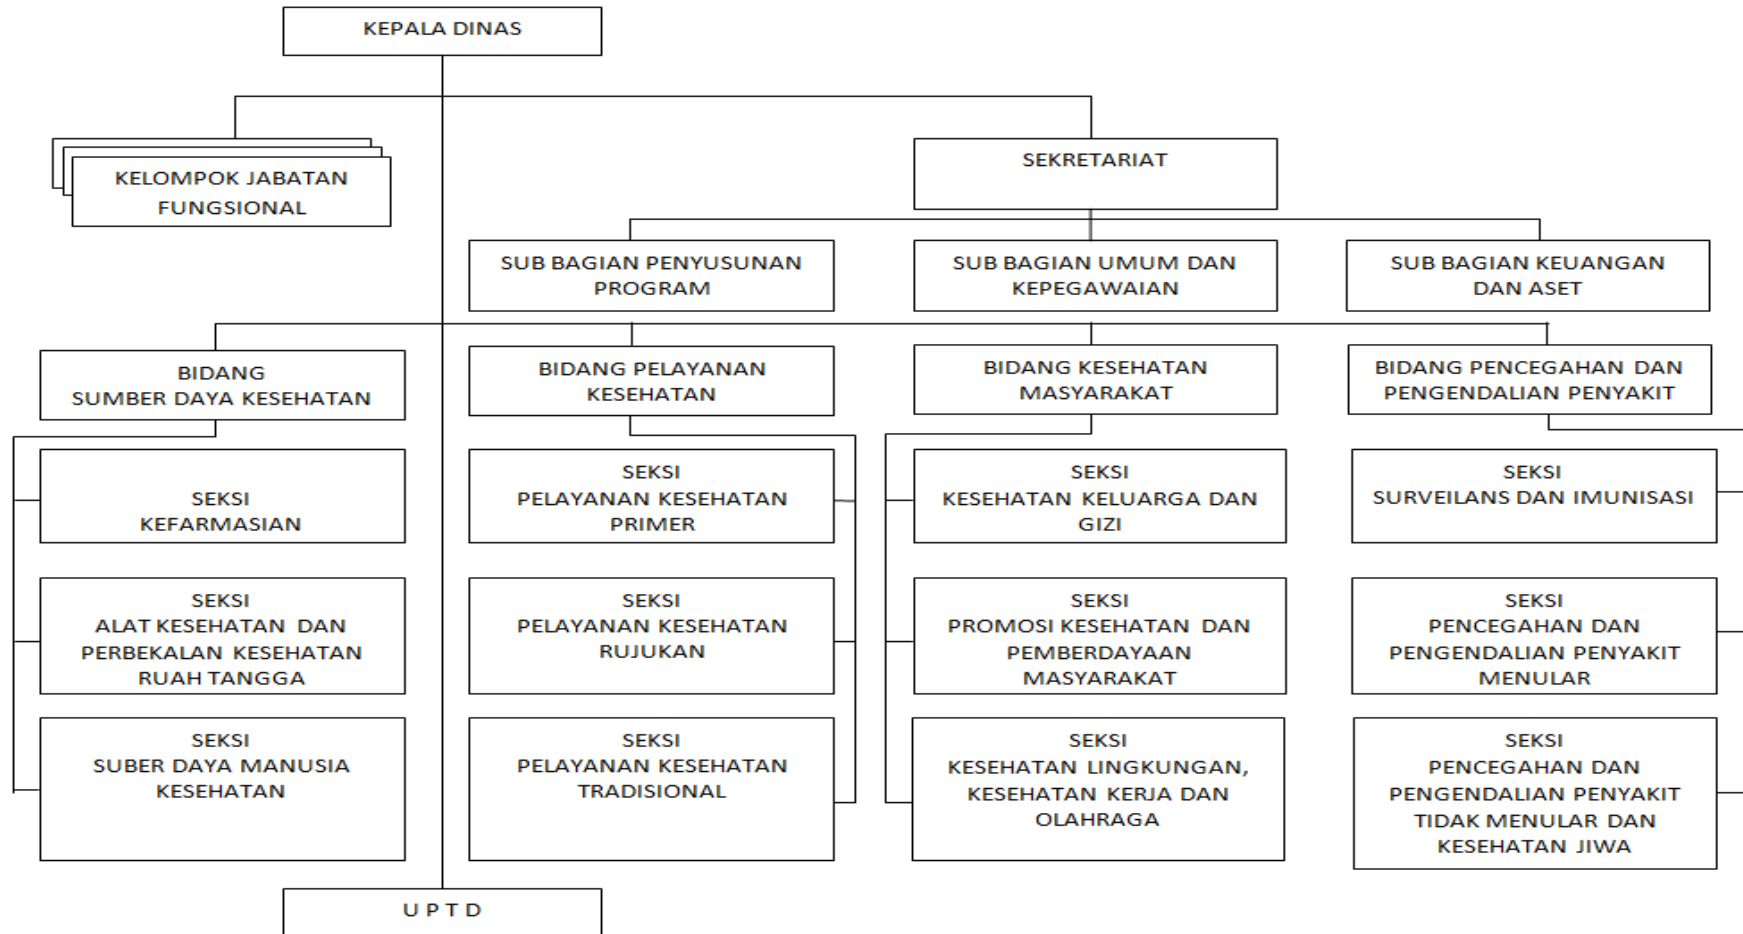 KEPALA DINAS
KELOMPOK JABATAN
FUNGSIONAL
SEKRETARIAT
SUB BAGIAN PENYUSUNAN
PROGRAM
SUB BAGIAN UMUM DAN
KEPEGAWAIAN
SUB BAGIAN KEUANGAN
DAN ASET
BIDANG
SUMBER DAYA KESEHATAN
BIDANG PELAYANAN
KESEHATAN
BIDANG KESEHATAN
MASYARAKAT
BIDANG PENCEGAHAN DAN
PENGENDALIAN PENYAKIT
SEKSI
KEFARMASIAN
SEKSI
PELAYANAN KESEHATAN
PRIMER
SEKSI
KESEHATAN KELUARGA DAN
GIZI
SEKSI
SURVEILANS DAN IMUNISASI
SEKSI
ALAT KESEHATAN DAN
PERBEKALAN KESEHATAN
RUAH TANGGA
SEKSI
PELAYANAN KESEHATAN
RUJUKAN
SEKSI
PROMOSI KESEHATAN DAN
PEMBERDAYAAN
MASYARAKAT
SEKSI
PENCEGAHAN DAN
PENGENDALIAN PENYAKIT
MENULAR
SEKSI
SUBER DAYA MANUSIA
KESEHATAN
SEKSI
PELAYANAN KESEHATAN
TRADISIONAL
SEKSI
KESEHATAN LINGKUNGAN,
KESEHATAN KERJA DAN
OLAHRAGA
SEKSI
PENCEGAHAN DAN
PENGENDALIAN PENYAKIT
TIDAK MENULAR DAN
KESEHATAN JIWA
U P T D